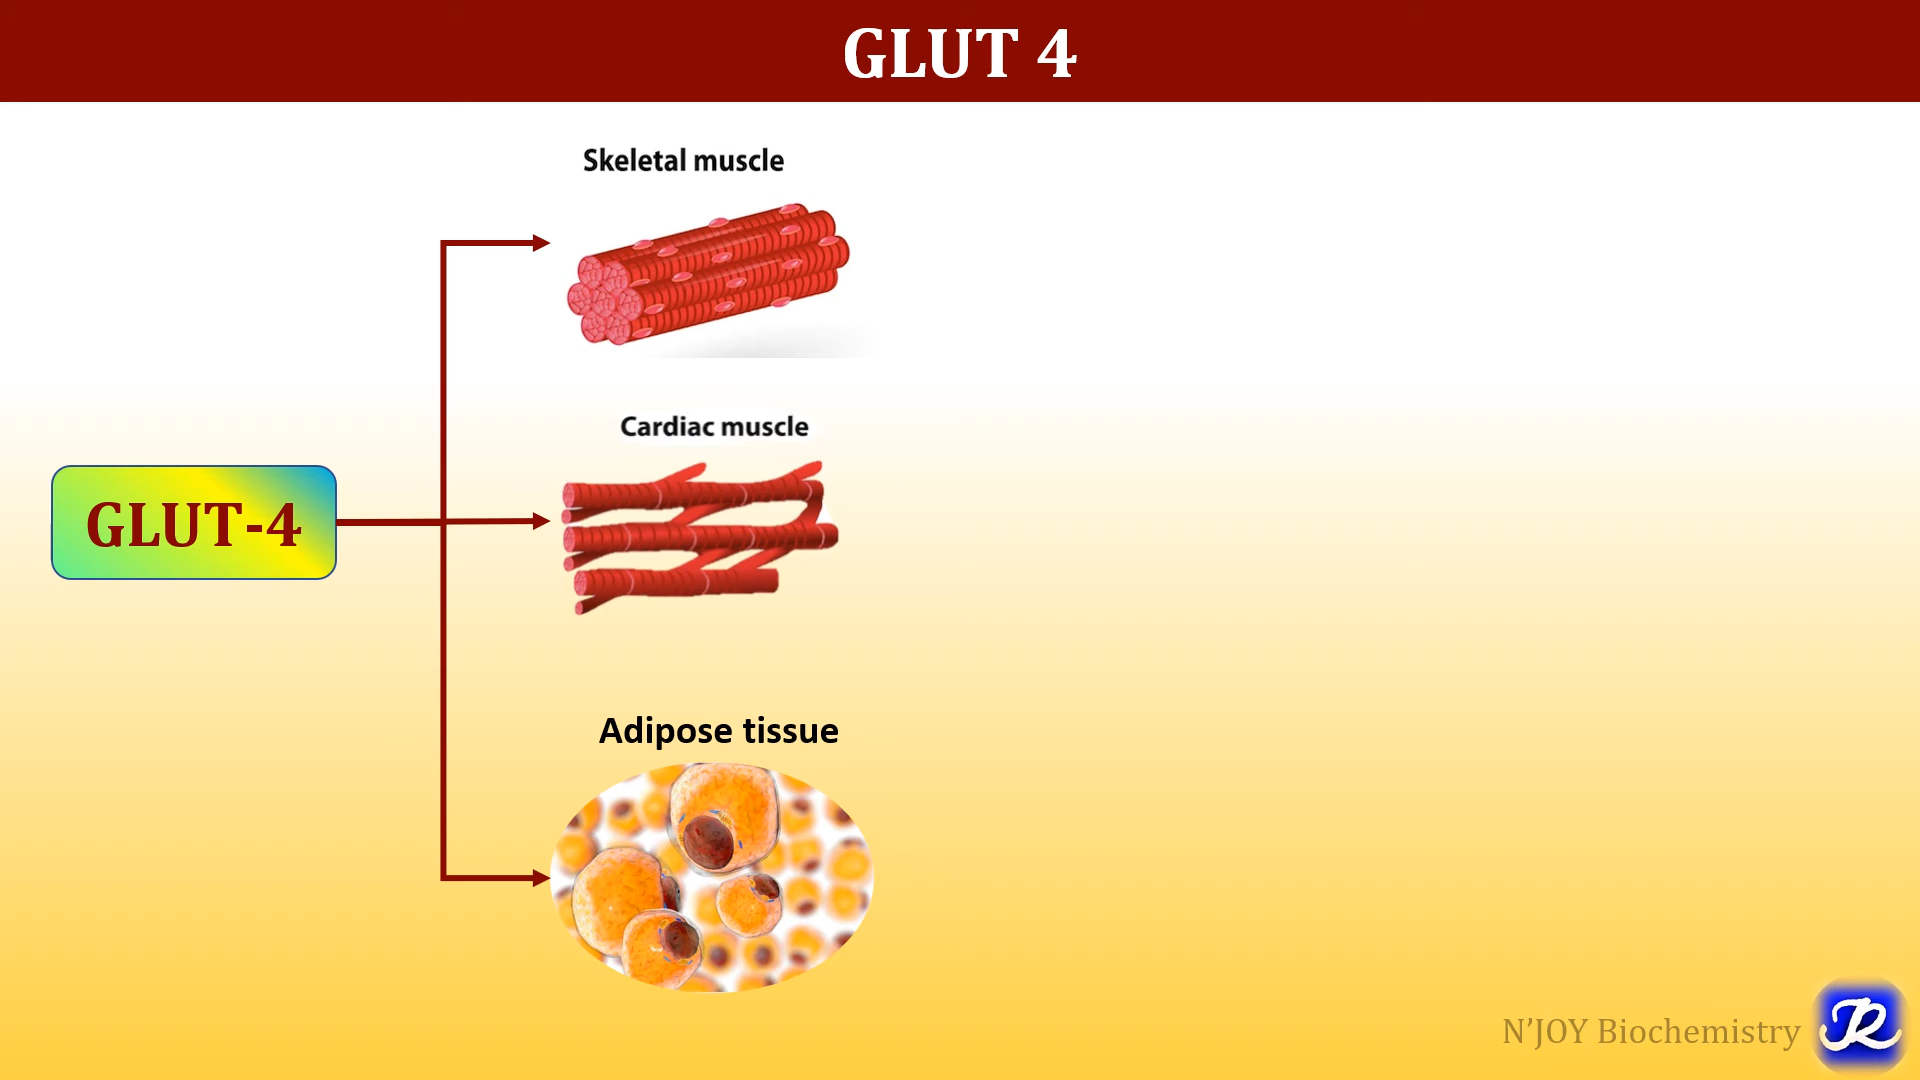 GLUT 4
Skeletal muscle
Cardiac muscle
GLUT-4
Adipose tissue
N'JOY Biochemistry
R